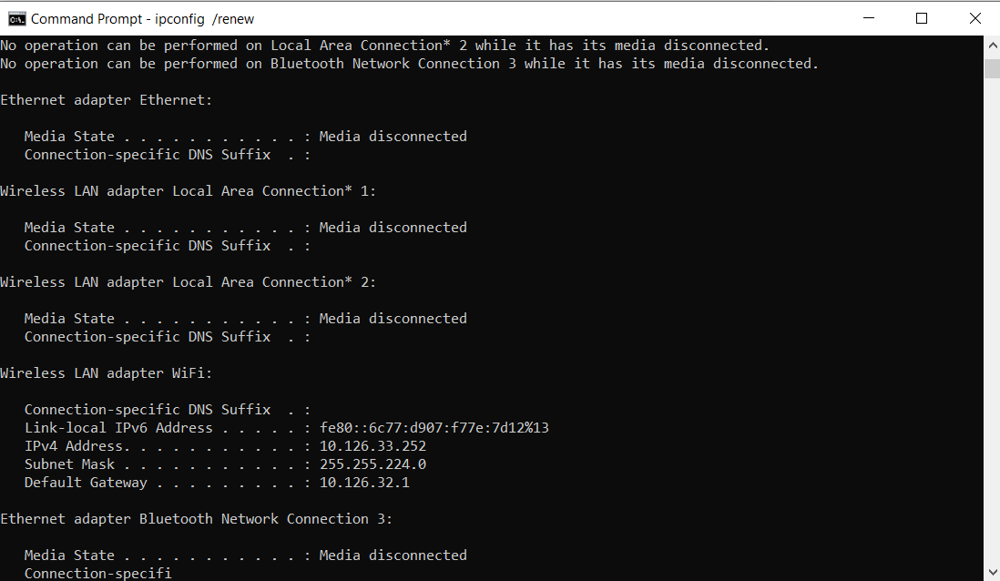 Command Prompt - ipconfig  /renew
No operation can be performed on Local Area Connection* 2 while it has its media disconnected.
No operation can be performed on Bluetooth Network Connection 3 while it has its media disconnected.
Ethernet adapter Ethernet:
   Media State . . . . . . . . . . . : Media disconnected
   Connection-specific DNS Suffix  . :
Wireless LAN adapter Local Area Connection* 1:
   Media State . . . . . . . . . . . : Media disconnected
   Connection-specific DNS Suffix  . :
Wireless LAN adapter Local Area Connection* 2:
   Media State . . . . . . . . . . . : Media disconnected
   Connection-specific DNS Suffix  . :
Wireless LAN adapter WiFi:
   Connection-specific DNS Suffix  . :
   Link-local IPv6 Address . . . . . : fe80::6c77:d907:f77e:7d12%13
   IPv4 Address. . . . . . . . . . . : 10.126.33.252
   Subnet Mask . . . . . . . . . . . : 255.255.224.0
   Default Gateway . . . . . . . . . : 10.126.32.1
Ethernet adapter Bluetooth Network Connection 3:
   Media State . . . . . . . . . . . : Media disconnected
   Connection-specifi